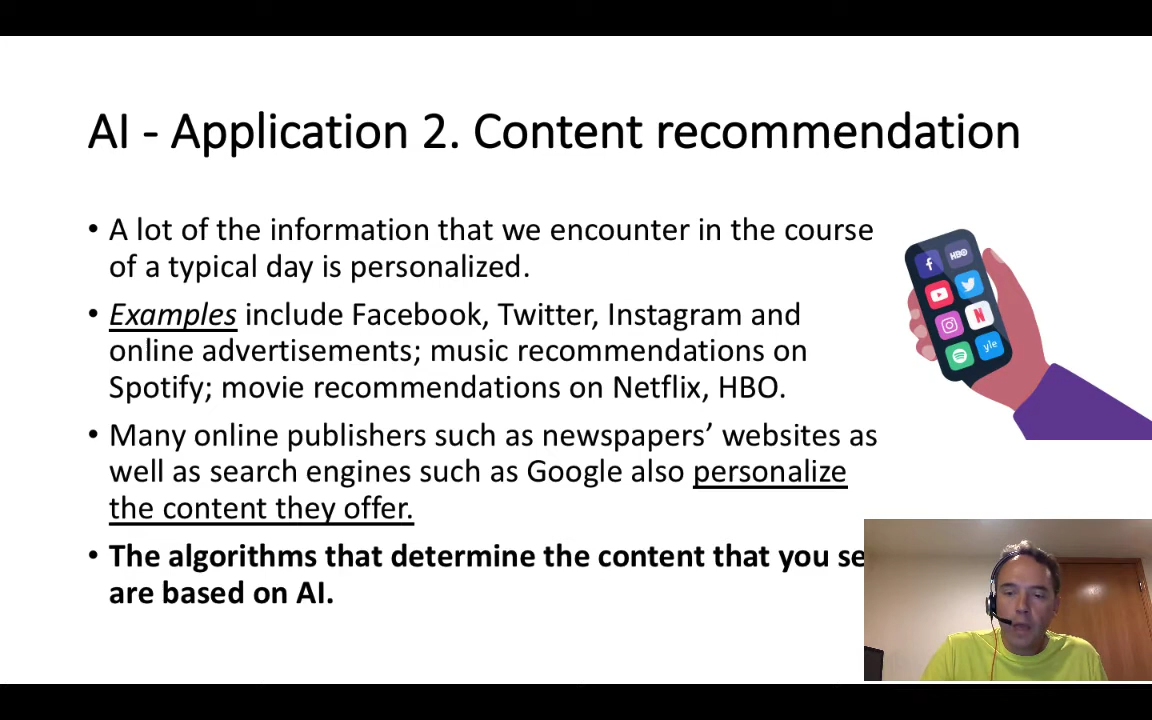 AI - Application 2. Content recommendation
• A lot of the information that we encounter in the course
of a typical day is personalized.
• Examples include Facebook, Twitter, Instagram and
online advertisements; music recommendations on
Spotify; movie recommendations on Netflix, HBO.
• Many online publishers such as newspapers’ websites as
well as search engines such as Google also personalize
the content they offer.
• The algorithms that determine the content that you se
are based on AI.
f HBO
N
yle